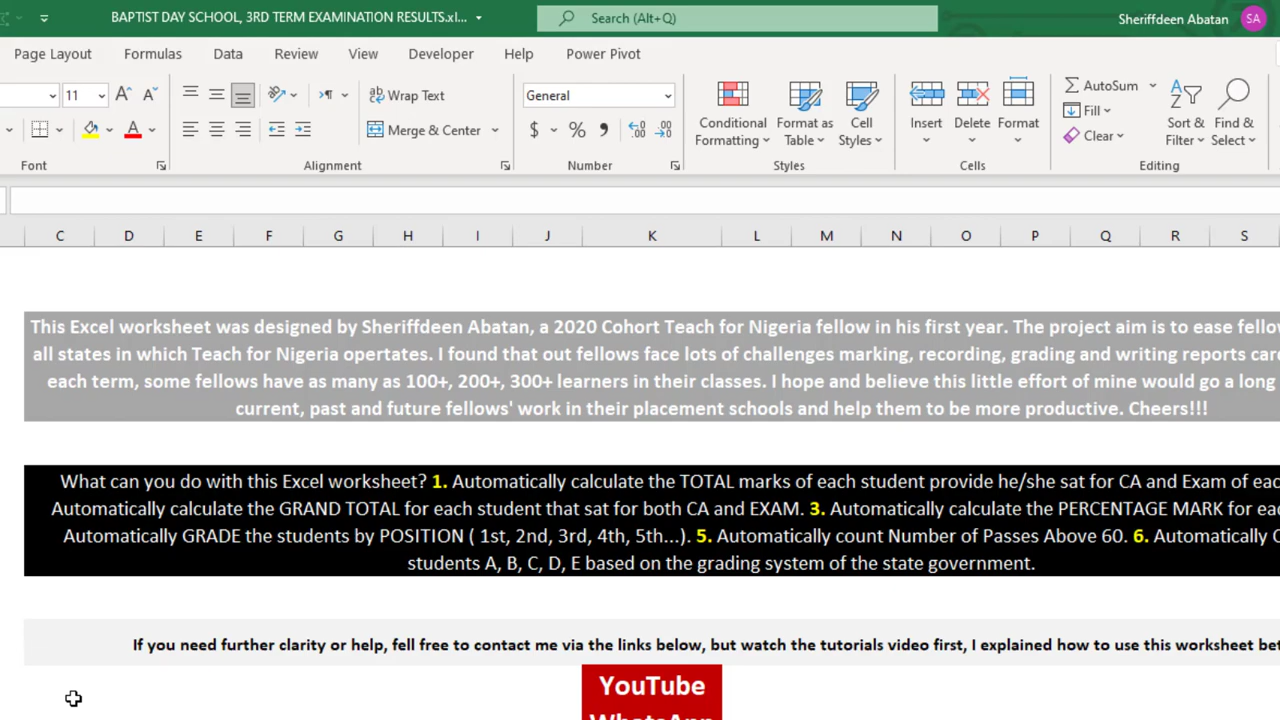 BAPTIST DAY SCHOOL, 3RD TERM EXAMINATION RESULTS.xl...
Search (Alt+Q)
Sheriffdeen Abatan
SA
Page Layout Formulas Data Review View Developer Help Power Pivot
11 A A Wrap Text General AutoSum
Fill
Conditional Formatting Format as Table Cell Styles Insert Delete Format Sort & Filter Find & Select
A Merge & Center $ % Clear
Font Alignment Number Styles Cells Editing
C D E F G H I J K L M N O P Q R S
This Excel worksheet was designed by Sheriffdeen Abatan, a 2020 Cohort Teach for Nigeria fellow in his first year. The project aim is to ease
all states in which Teach for Nigeria opertates. I found that out fellows face lots of challenges marking, recording, grading and writing reports
each term, some fellows have as many as 100+, 200+, 300+ learners in their classes. I hope and believe this little effort of mine would go a long
current, past and future fellows' work in their placement schools and help them to be more productive. Cheers!!!
What can you do with this Excel worksheet? 1. Automatically calculate the TOTAL marks of each student provide he/she sat for CA and Exam of
Automatically calculate the GRAND TOTAL for each student that sat for both CA and EXAM. 3. Automatically calculate the PERCENTAGE MARK for
Automatically GRADE the students by POSITION ( 1st, 2nd, 3rd, 4th, 5th...). 5. Automatically count Number of Passes Above 60. 6. Automatically
students A, B, C, D, E based on the grading system of the state government.
If you need further clarity or help, fell free to contact me via the links below, but watch the tutorials video first, I explained how to use this worksheet
YouTube
WhatsApp